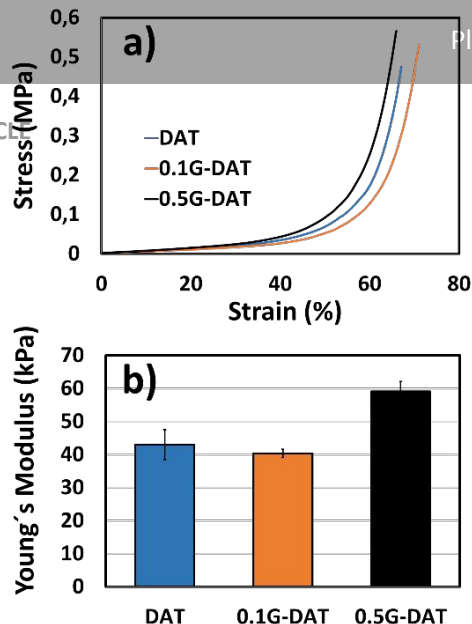 a)
Pl
CLE
0,6
0,5
0,4
0,3
0,2
0,1
0
Stress (MPa)
DAT
0.1G-DAT
0.5G-DAT
0 20 40 60 80
Strain (%)
b)
70
60
50
40
30
20
10
0
Young´s Modulus (kPa)
DAT 0.1G-DAT 0.5G-DAT